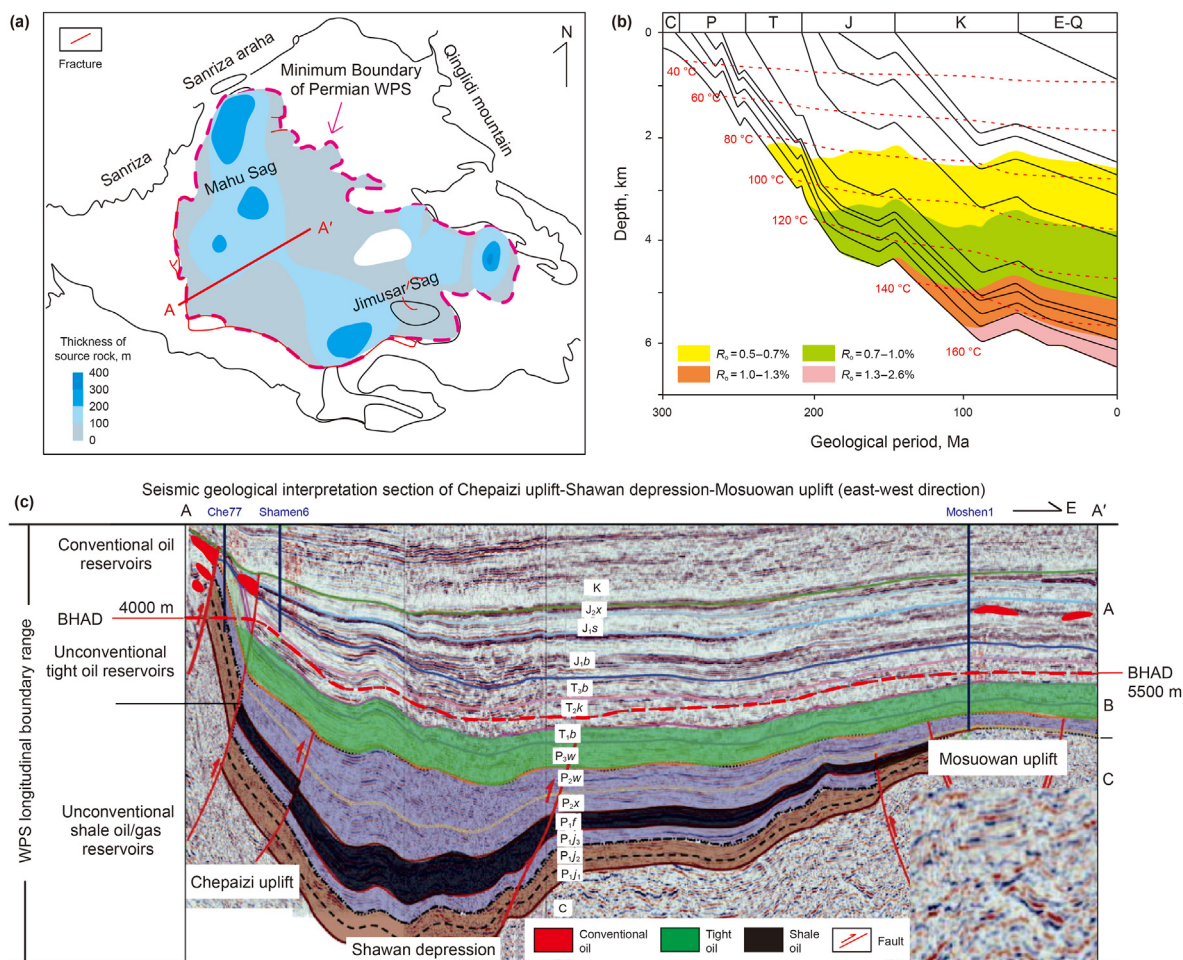 (a)
Fracture
Sanriza araha
N
Minimum Boundary
of Permian WPS
Qinglidi mountain
Sanriza
Mahu Sag
A'
A
Jimusar Sag
Thickness of
source rock, m
400
300
200
100
0
(b)
C P T J K E-Q
0
40 °C
60 °C
2
80 °C
100 °C
120 °C
4
140 °C
160 °C
6
Depth, km
Ro = 0.5–0.7%
Ro = 0.7–1.0%
Ro = 1.0–1.3%
Ro = 1.3–2.6%
300 200 100 0
Geological period, Ma
(c)
Seismic geological interpretation section of Chepaizi uplift-Shawan depression-Mosuowan uplift (east-west direction)
A Che77 Shamen6 Moshen1 E A'
WPS longitudinal boundary range
Conventional oil
reservoirs
BHAD 4000 m
Unconventional
tight oil reservoirs
Unconventional
shale oil/gas
reservoirs
K
J2x
J1s
J1b
T3b
T2k
T1b
P3w
P2w
P2x
P1f
P1j3
P1j2
P1j1
C
A
BHAD
5500 m
B
C
Mosuowan uplift
Chepaizi uplift
Shawan depression
Conventional
oil
Tight
oil
Shale
oil
Fault